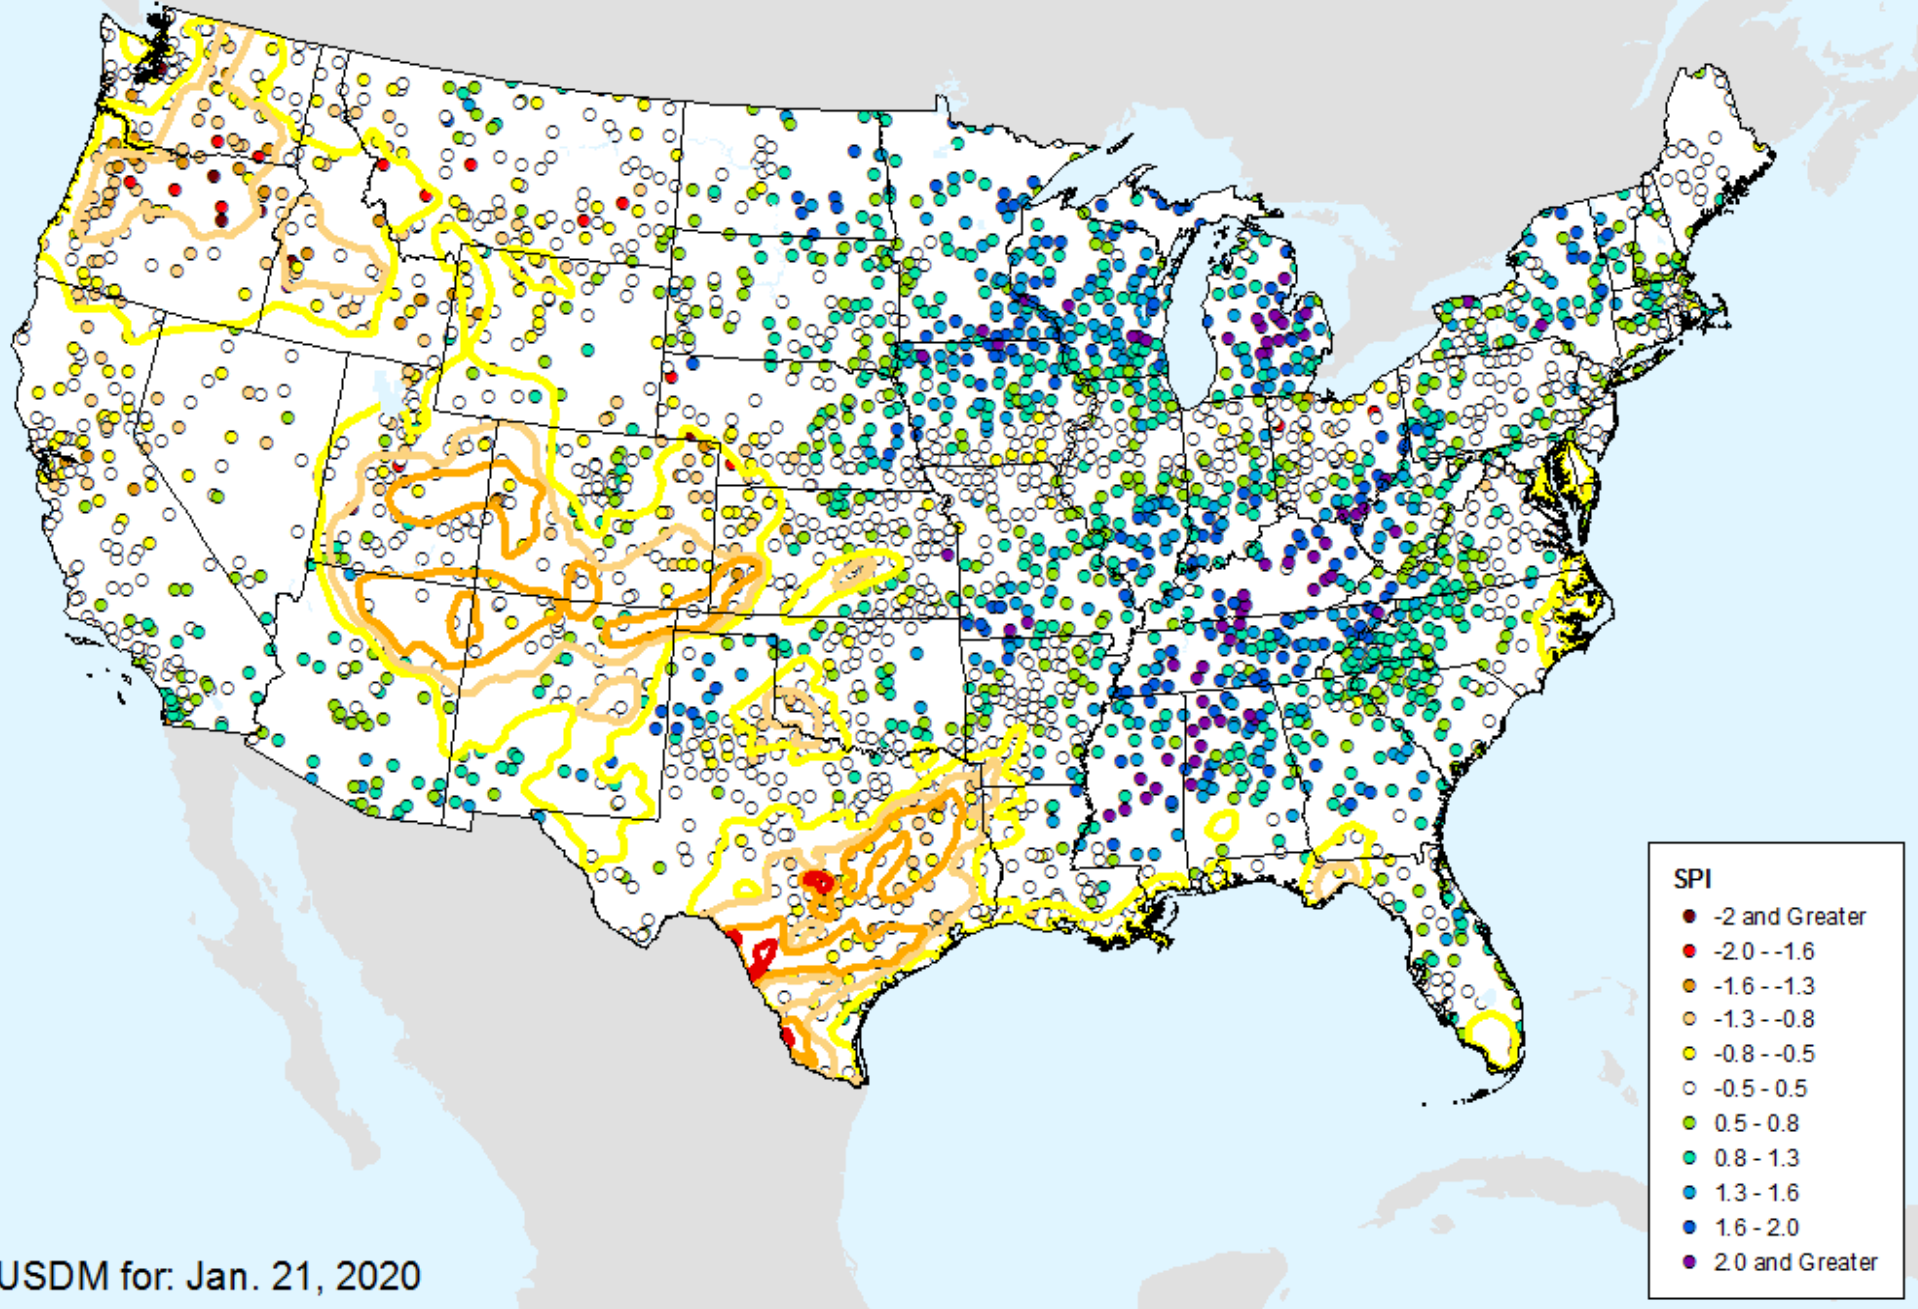 SPI
-2 and Greater
-2.0 - -1.6
-1.6 - -1.3
-1.3 - -0.8
-0.8 - -0.5
-0.5 - 0.5
0.5 - 0.8
0.8 - 1.3
1.3 - 1.6
1.6 - 2.0
2.0 and Greater
USDM for: Jan. 21, 2020